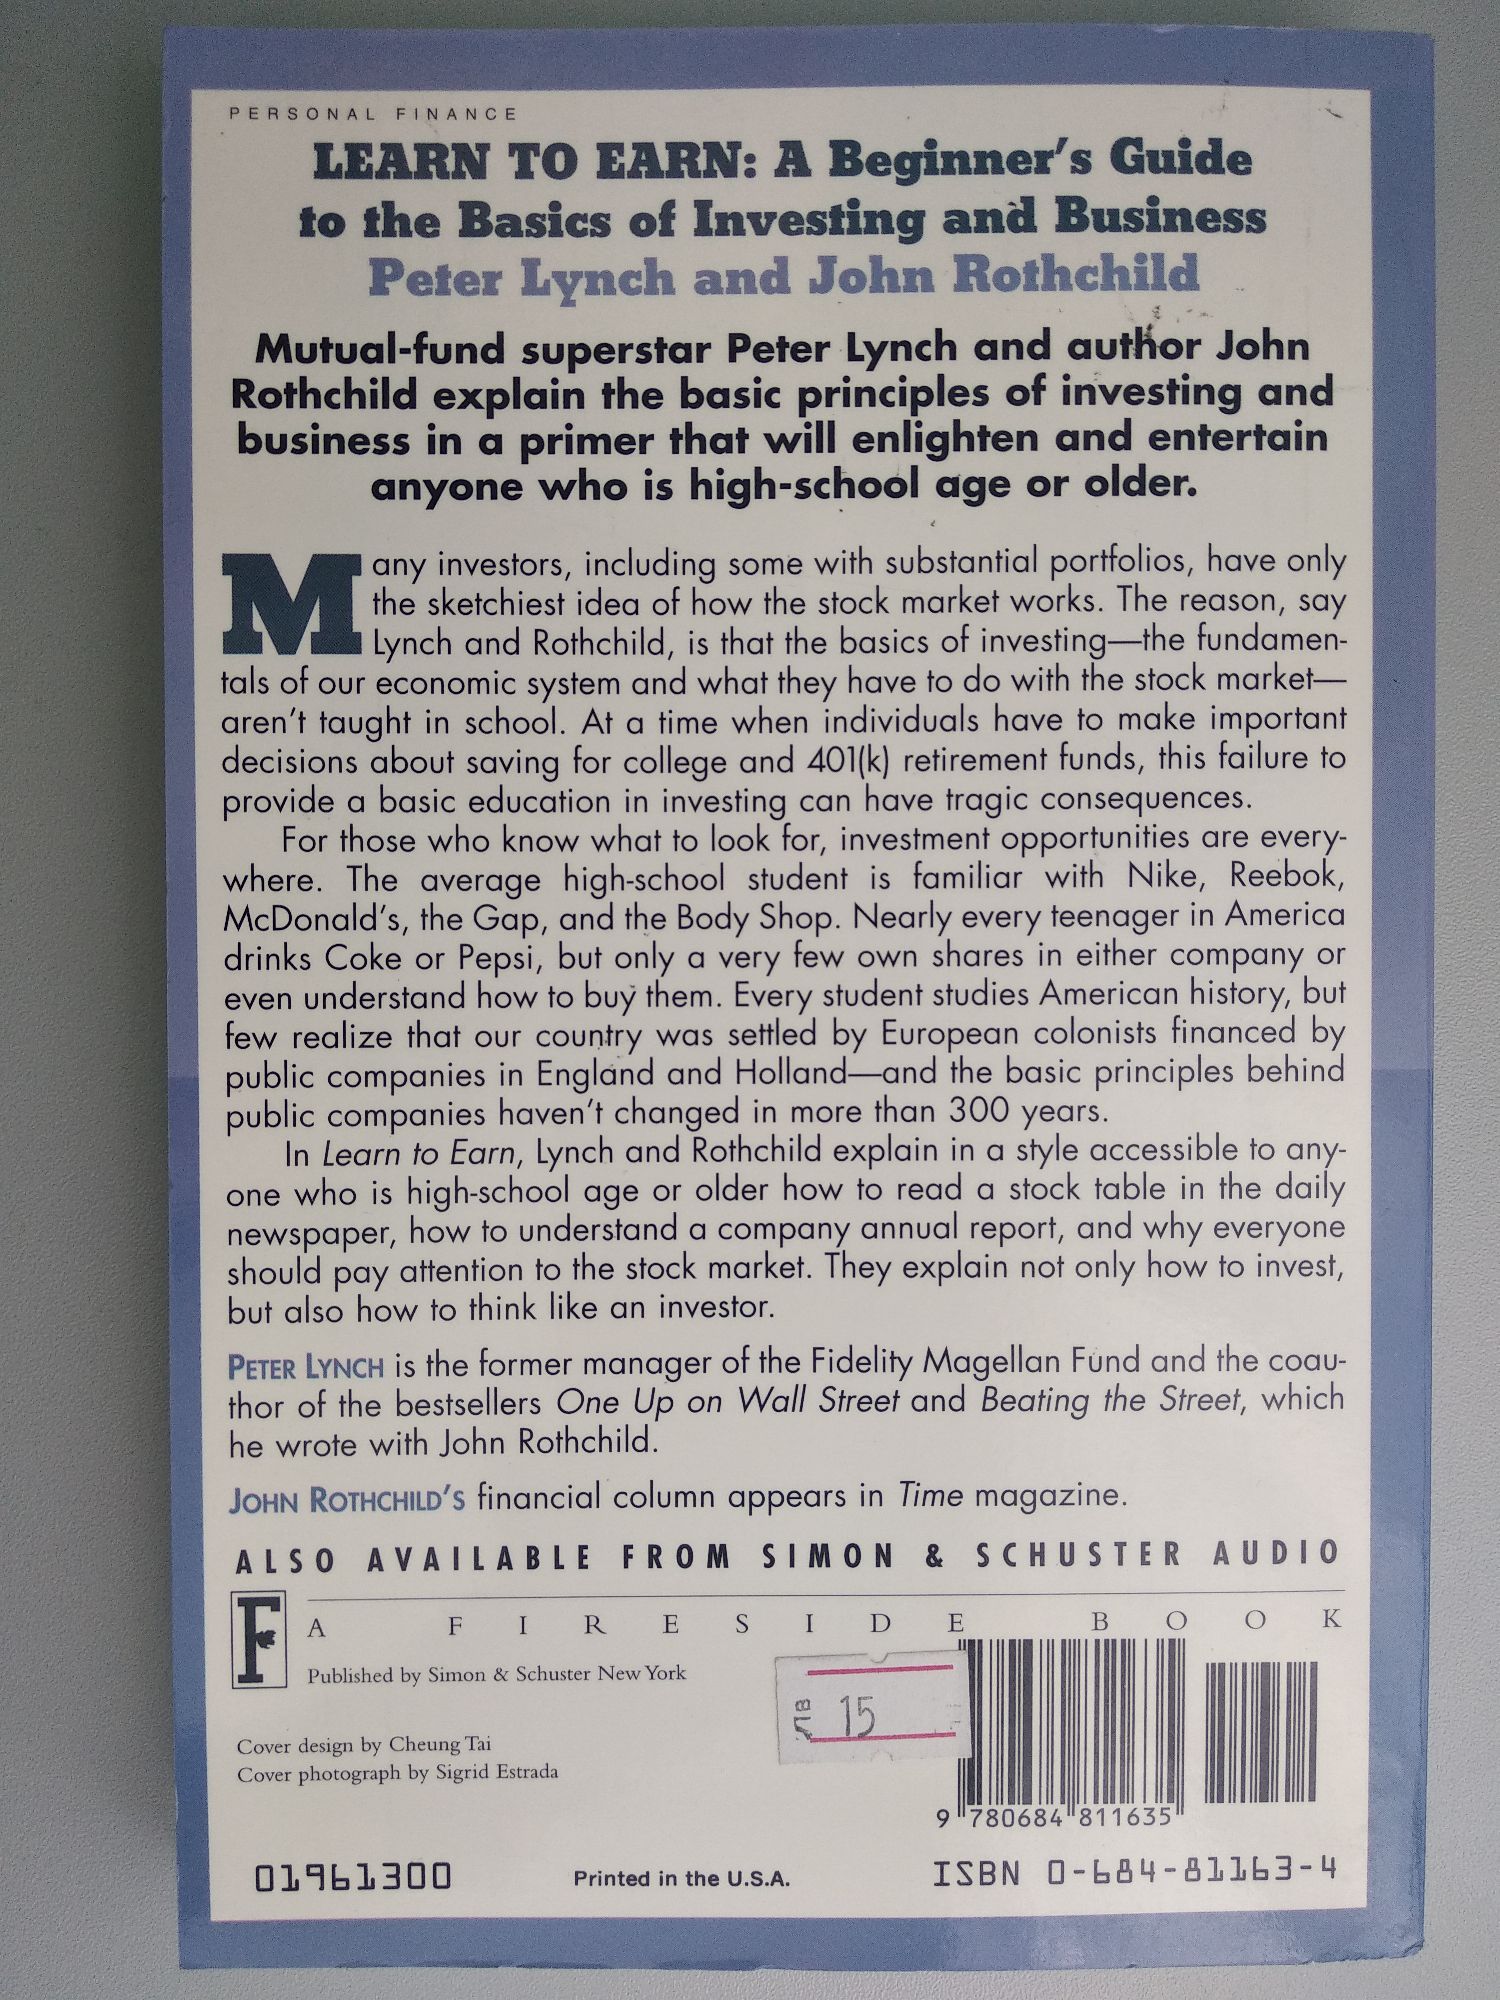 PERSONAL FINANCE
LEARN TO EARN: A Beginner's Guide
to the Basics of Investing and Business
Peter Lynch and John Rothchild
Mutual-fund superstar Peter Lynch and author John
Rothchild explain the basic principles of investing and
business in a primer that will enlighten and entertain
anyone who is high-school age or older.
Many investors, including some with substantial portfolios, have only
the sketchiest idea of how the stock market works. The reason, say
Lynch and Rothchild, is that the basics of investing—the fundamen-
tals of our economic system and what they have to do with the stock market—
aren't taught in school. At a time when individuals have to make important
decisions about saving for college and 401(k) retirement funds, this failure to
provide a basic education in investing can have tragic consequences.
For those who know what to look for, investment opportunities are every-
where. The average high-school student is familiar with Nike, Reebok,
McDonald's, the Gap, and the Body Shop. Nearly every teenager in America
drinks Coke or Pepsi, but only a very few own shares in either company or
even understand how to buy them. Every student studies American history, but
few realize that our country was settled by European colonists financed by
public companies in England and Holland—and the basic principles behind
public companies haven't changed in more than 300 years.
In Learn to Earn, Lynch and Rothchild explain in a style accessible to any-
one who is high-school age or older how to read a stock table in the daily
newspaper, how to understand a company annual report, and why everyone
should pay attention to the stock market. They explain not only how to invest,
but also how to think like an investor.
PETER LYNCH is the former manager of the Fidelity Magellan Fund and the coau-
thor of the bestsellers One Up on Wall Street and Beating the Street, which
he wrote with John Rothchild.
JOHN ROTHCHILD'S financial column appears in Time magazine.
ALSO AVAILABLE FROM SIMON & SCHUSTER AUDIO
F
A FIRESIDE BOOK
Published by Simon & Schuster New York
15
Cover design by Cheung Tai
Cover photograph by Sigrid Estrada
9 780684 811635
01961300
Printed in the U.S.A.
ISBN 0-684-81163-4